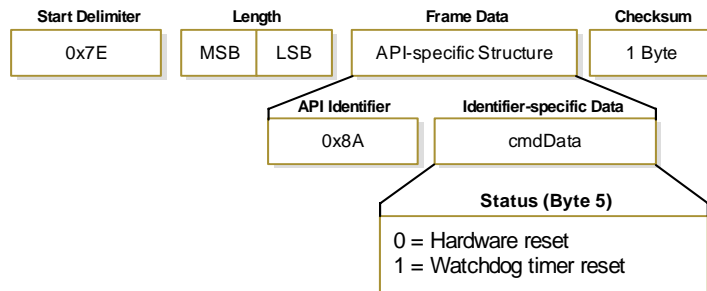 Start Delimiter Length Frame Data Checksum
0x7E MSB LSB API-specific Structure 1 Byte
API Identifier Identifier-specific Data
0x8A cmdData
Status (Byte 5)
0 = Hardware reset
1 = Watchdog timer reset